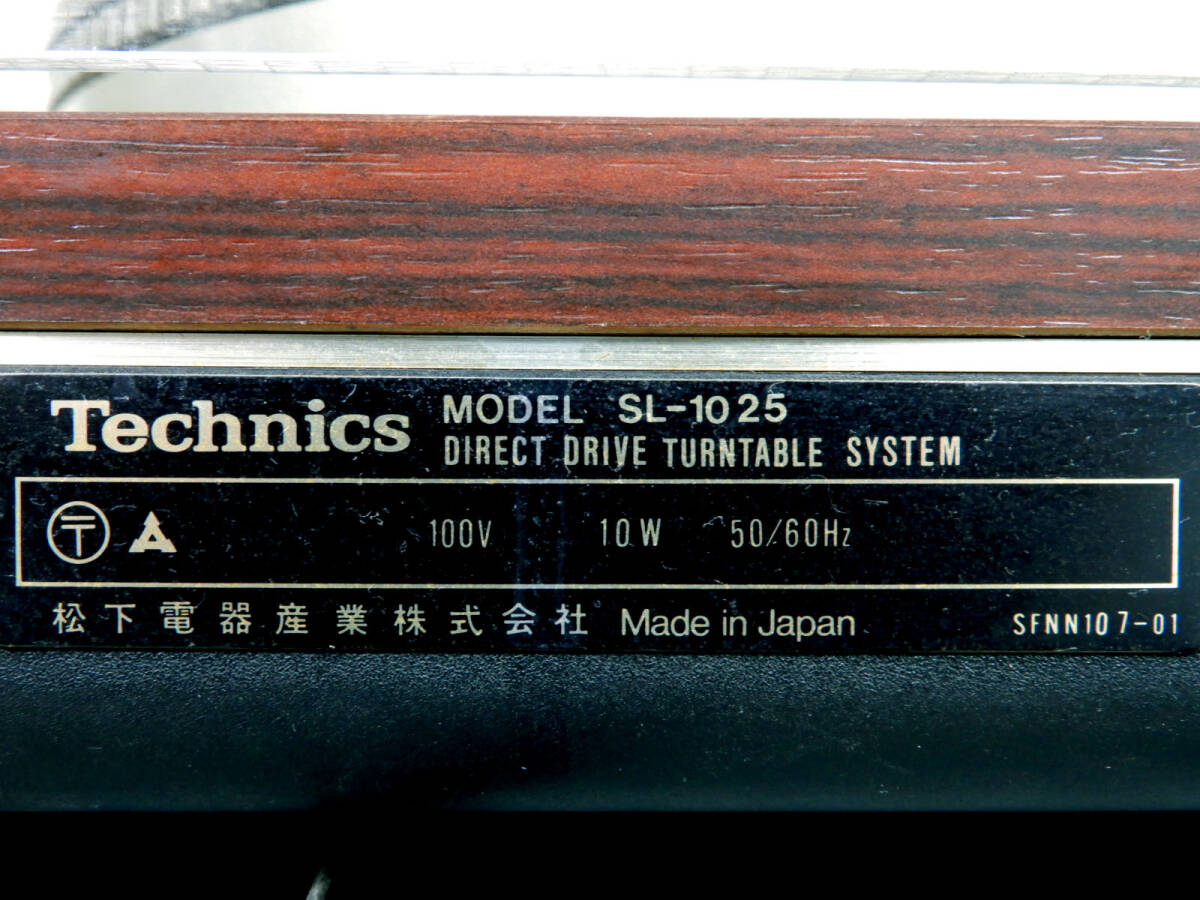 Technics MODEL SL-1025
DIRECT DRIVE TURNTABLE SYSTEM
〒 A 100V 10W 50/60Hz
松下電器産業株式会社 Made in Japan SFNN107-01